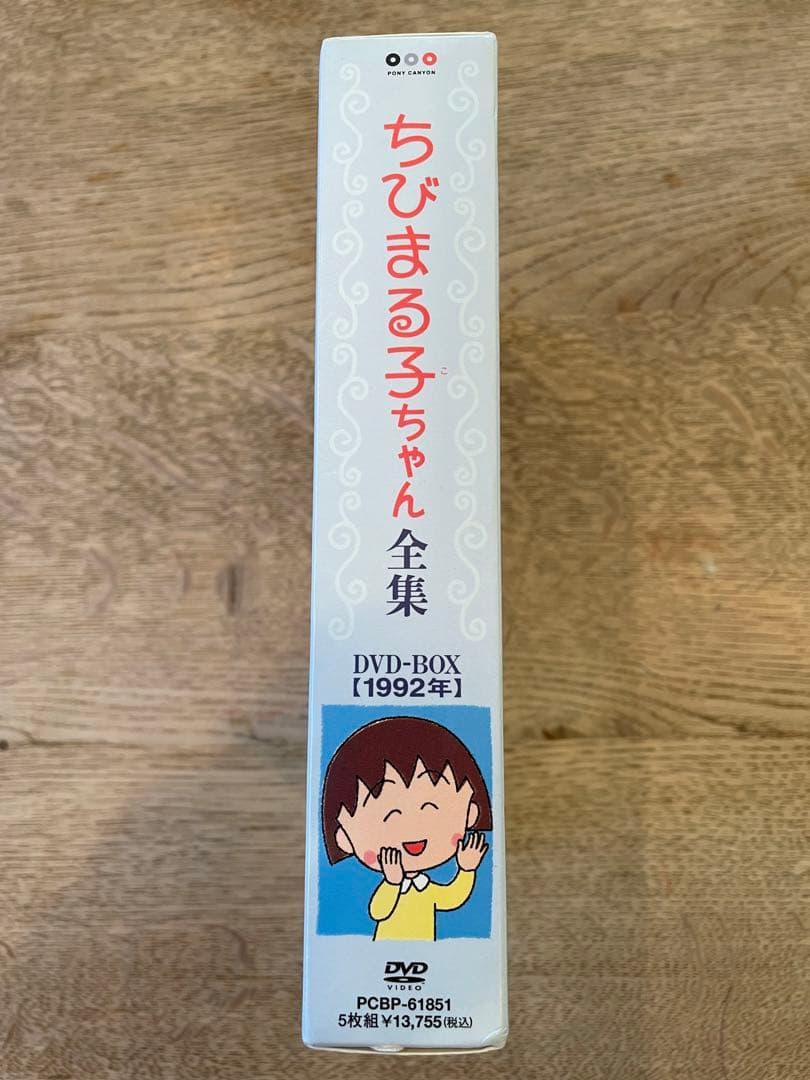 PONY CANYON
ちびまる子ちゃん
こ
全集
DVD-BOX
【1992年】
DVD
VIDEO
PCBP-61851
5枚組¥13,755(税込)